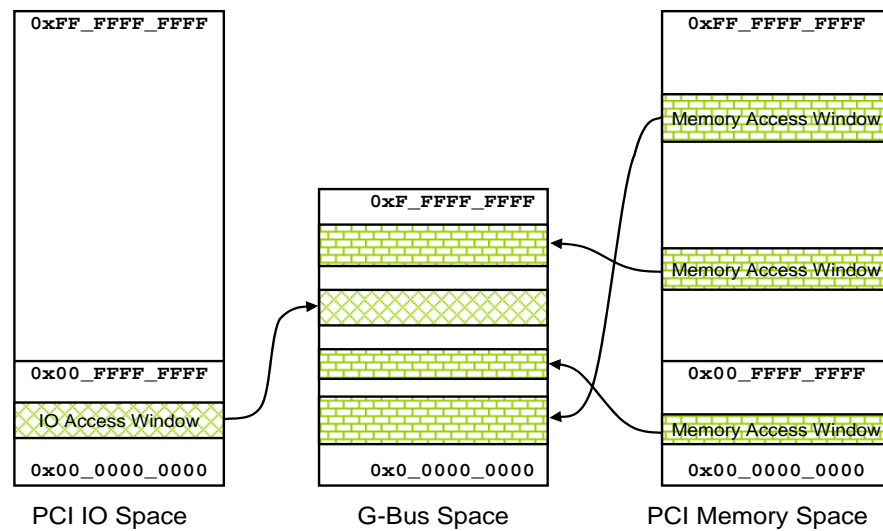 0xFF_FFFF_FFFF
0x00_FFFF_FFFF
IO Access Window
0x00_0000_0000
PCI IO Space
0xF_FFFF_FFFF
0x0_0000_0000
G-Bus Space
0xFF_FFFF_FFFF
Memory Access Window
Memory Access Window
0x00_FFFF_FFFF
Memory Access Window
0x00_0000_0000
PCI Memory Space